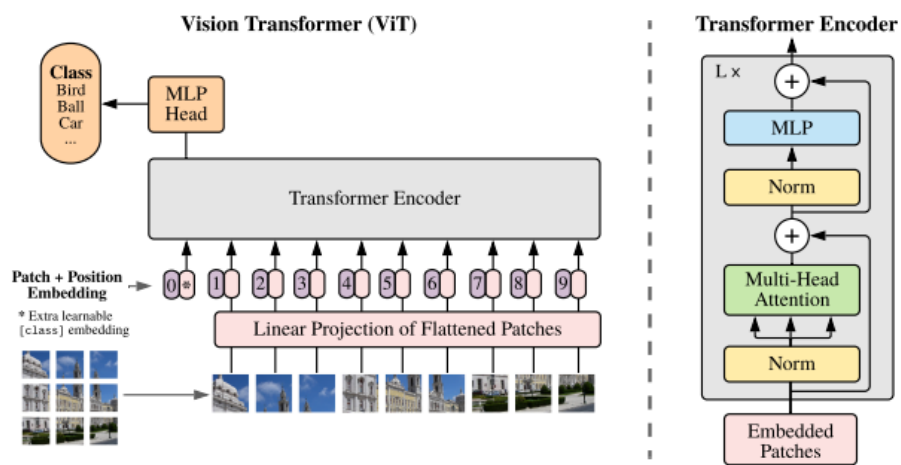 Vision Transformer (ViT)
Class
Bird
Ball
Car
...
MLP
Head
Transformer Encoder
0 * 1 2 3 4 5 6 7 8 9
Patch + Position
Embedding
* Extra learnable
[class] embedding
Linear Projection of Flattened Patches
Transformer Encoder
L ×
+
MLP
Norm
+
Multi-Head
Attention
Norm
Embedded
Patches